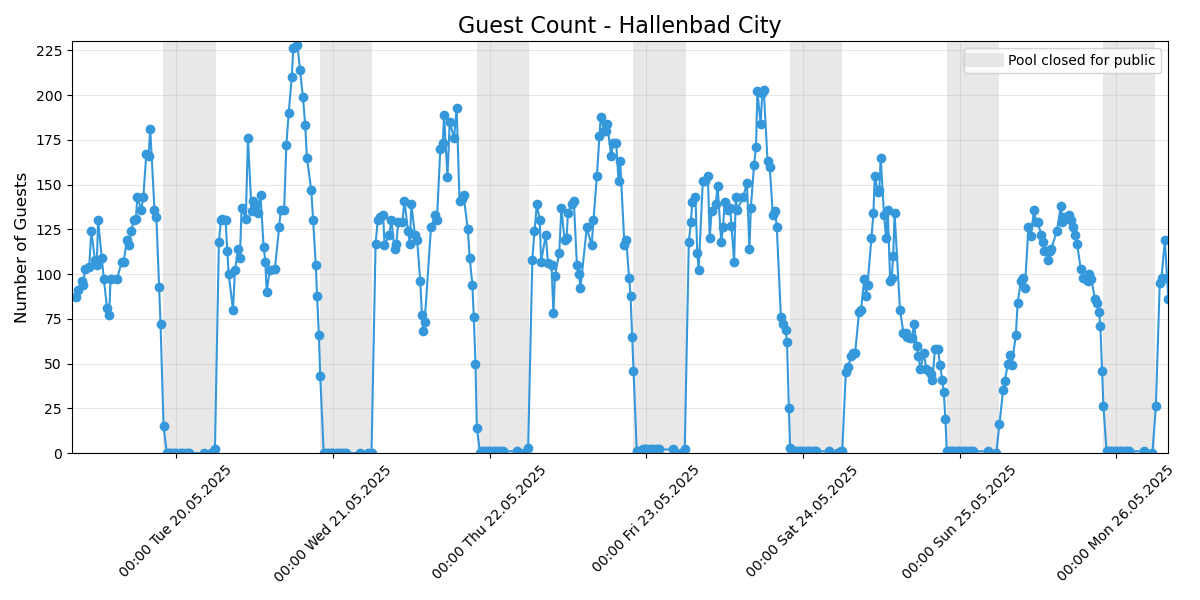 Guest Count - Hallenbad City
Pool closed for public
Number of Guests
225
200
175
150
125
100
75
50
25
0
00:00 Tue 20.05.2025
00:00 Wed 21.05.2025
00:00 Thu 22.05.2025
00:00 Fri 23.05.2025
00:00 Sat 24.05.2025
00:00 Sun 25.05.2025
00:00 Mon 26.05.2025